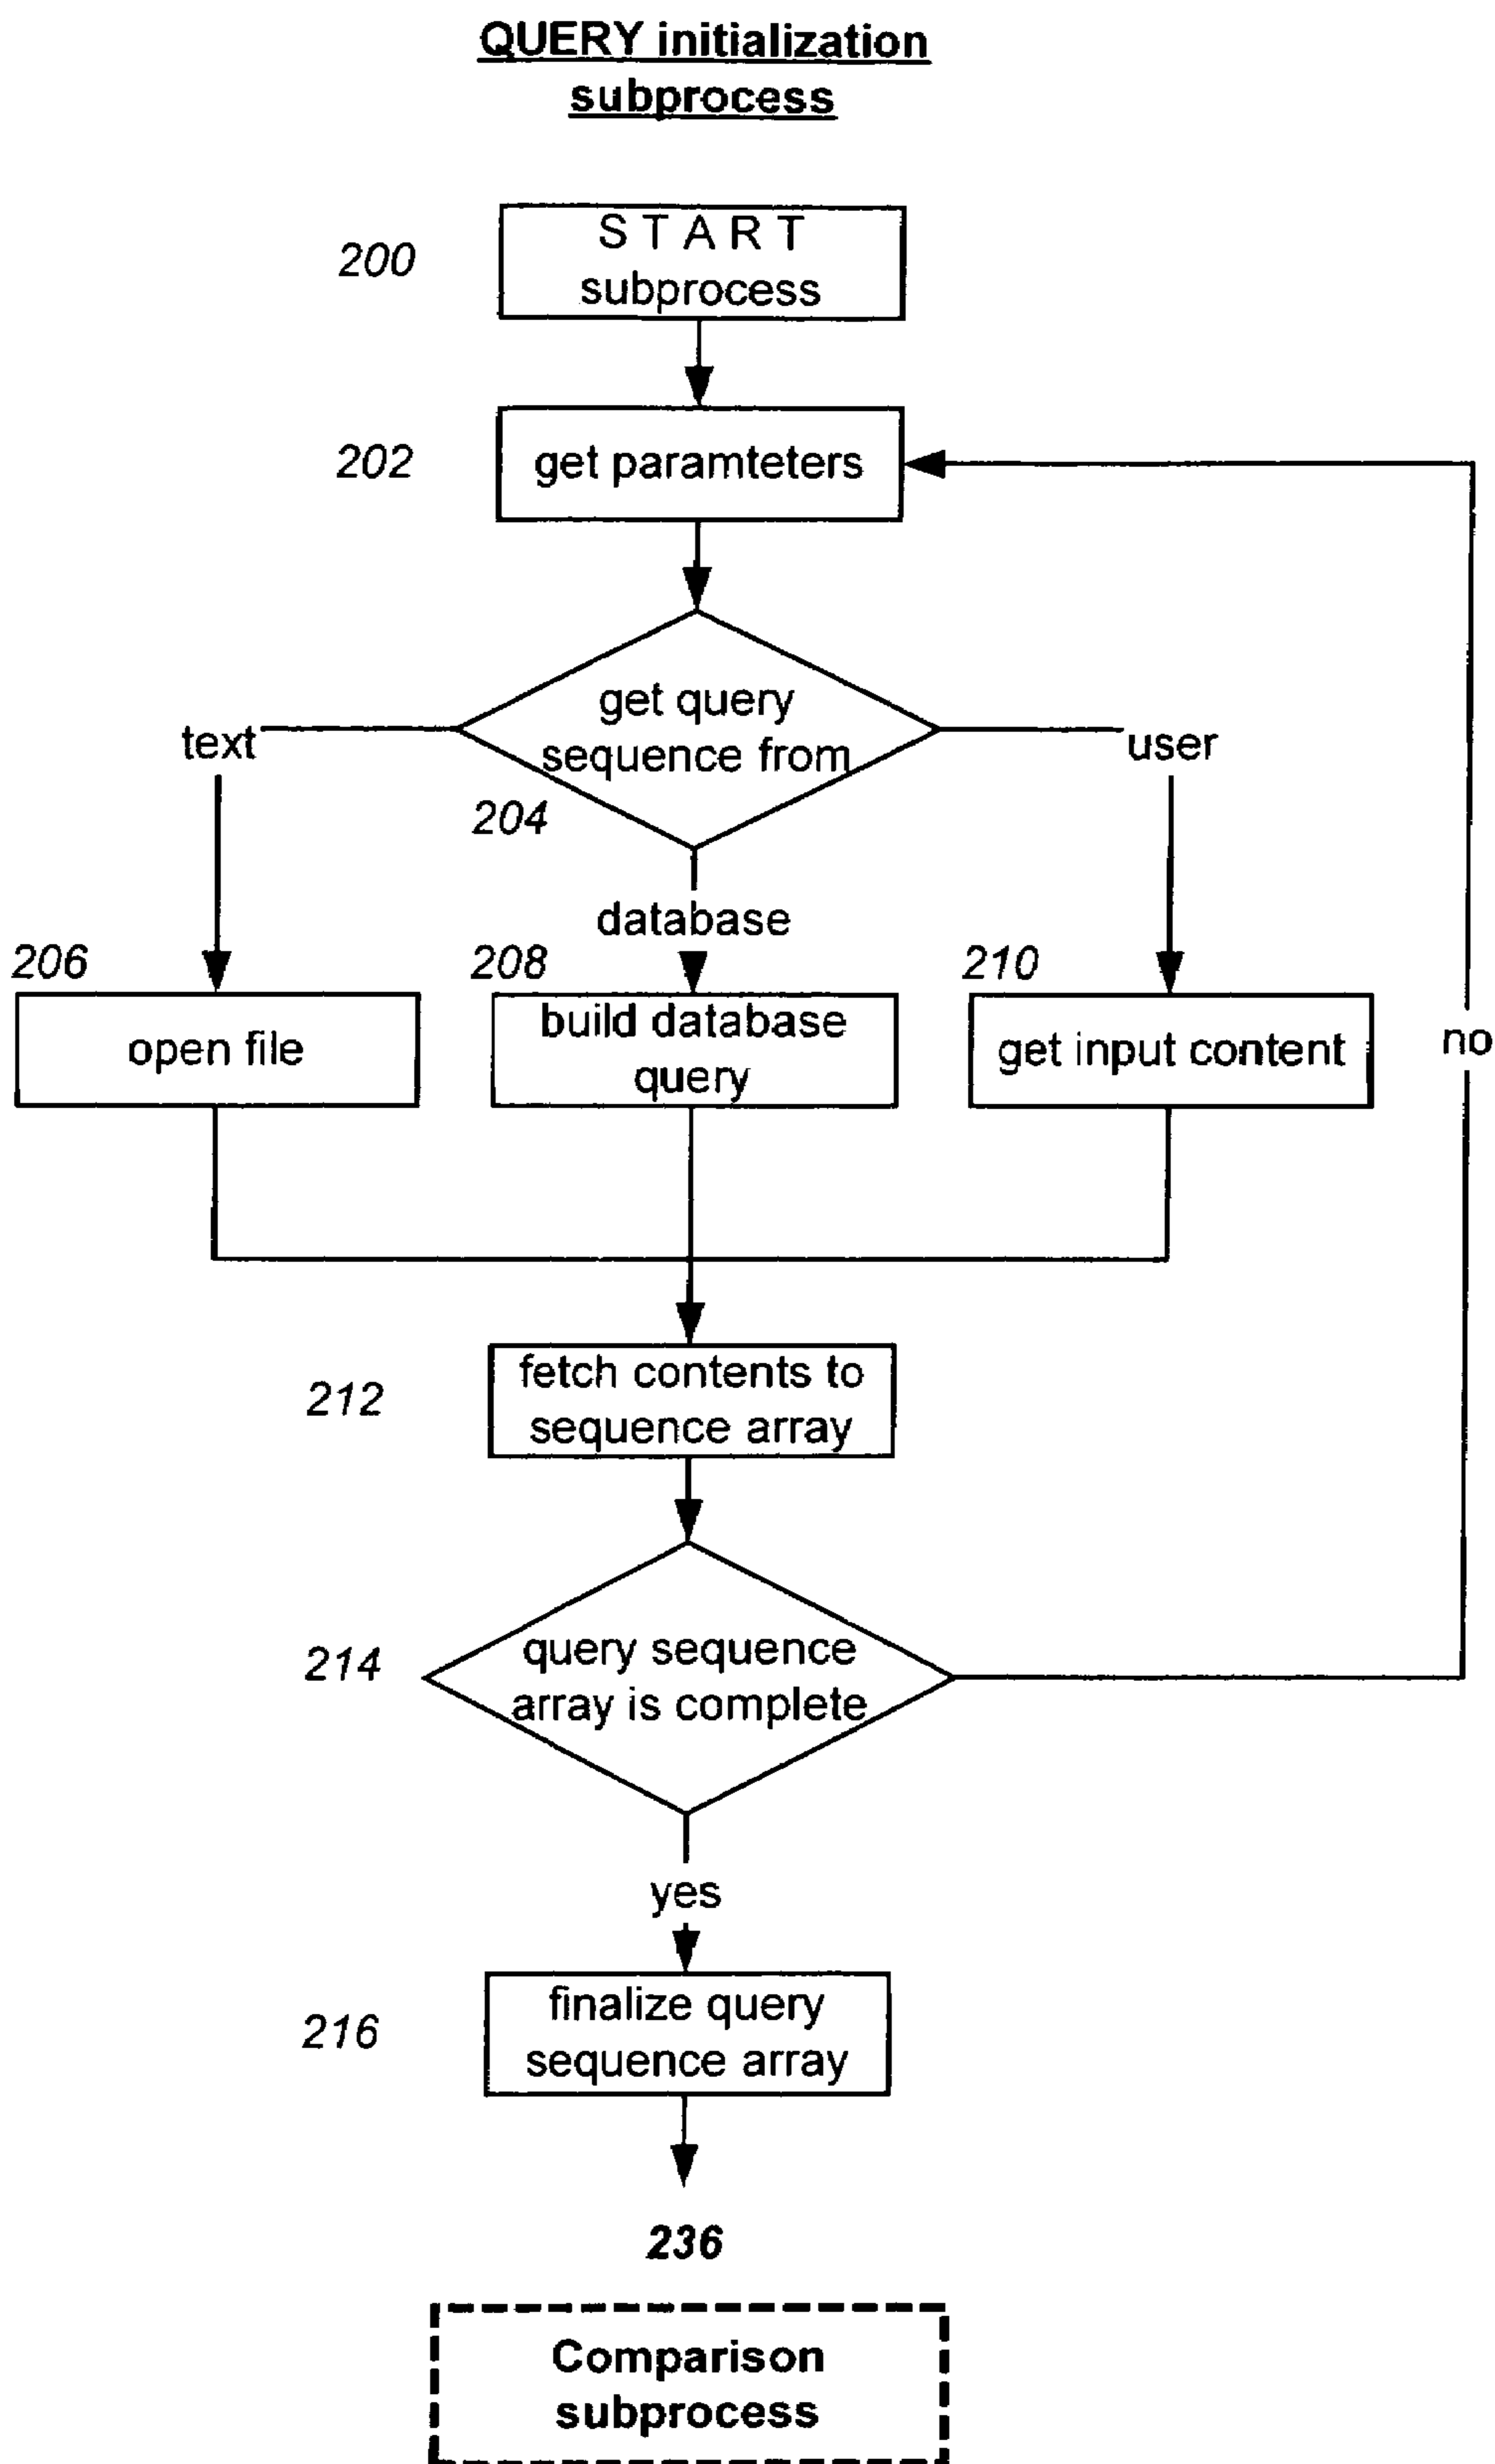 QUERY initialization
subprocess
S T A R T
200
subprocess
202
get paramteters
get query
text
user
sequence from
204
database
206
208
210
build database
open file
get input content
no
query
fetch contents to
212
sequence array
query sequence
214
array is complete
yes
finalize query
216
sequence array
236
Comparison
subprocess